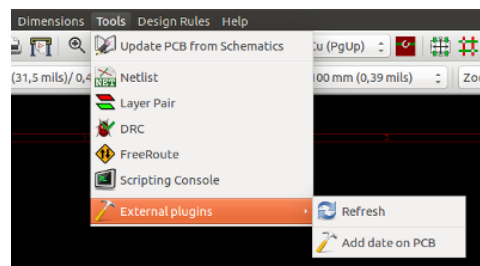 Dimensions Tools Design Rules Help
Update PCB from Schematics
Cu (PgUp)
(31,5 mils)/ 0,4
100 mm (0,39 mils)
Zo
Netlist
NET
Layer Pair
DRC
FreeRoute
Scripting Console
External plugins
Refresh
Add date on PCB